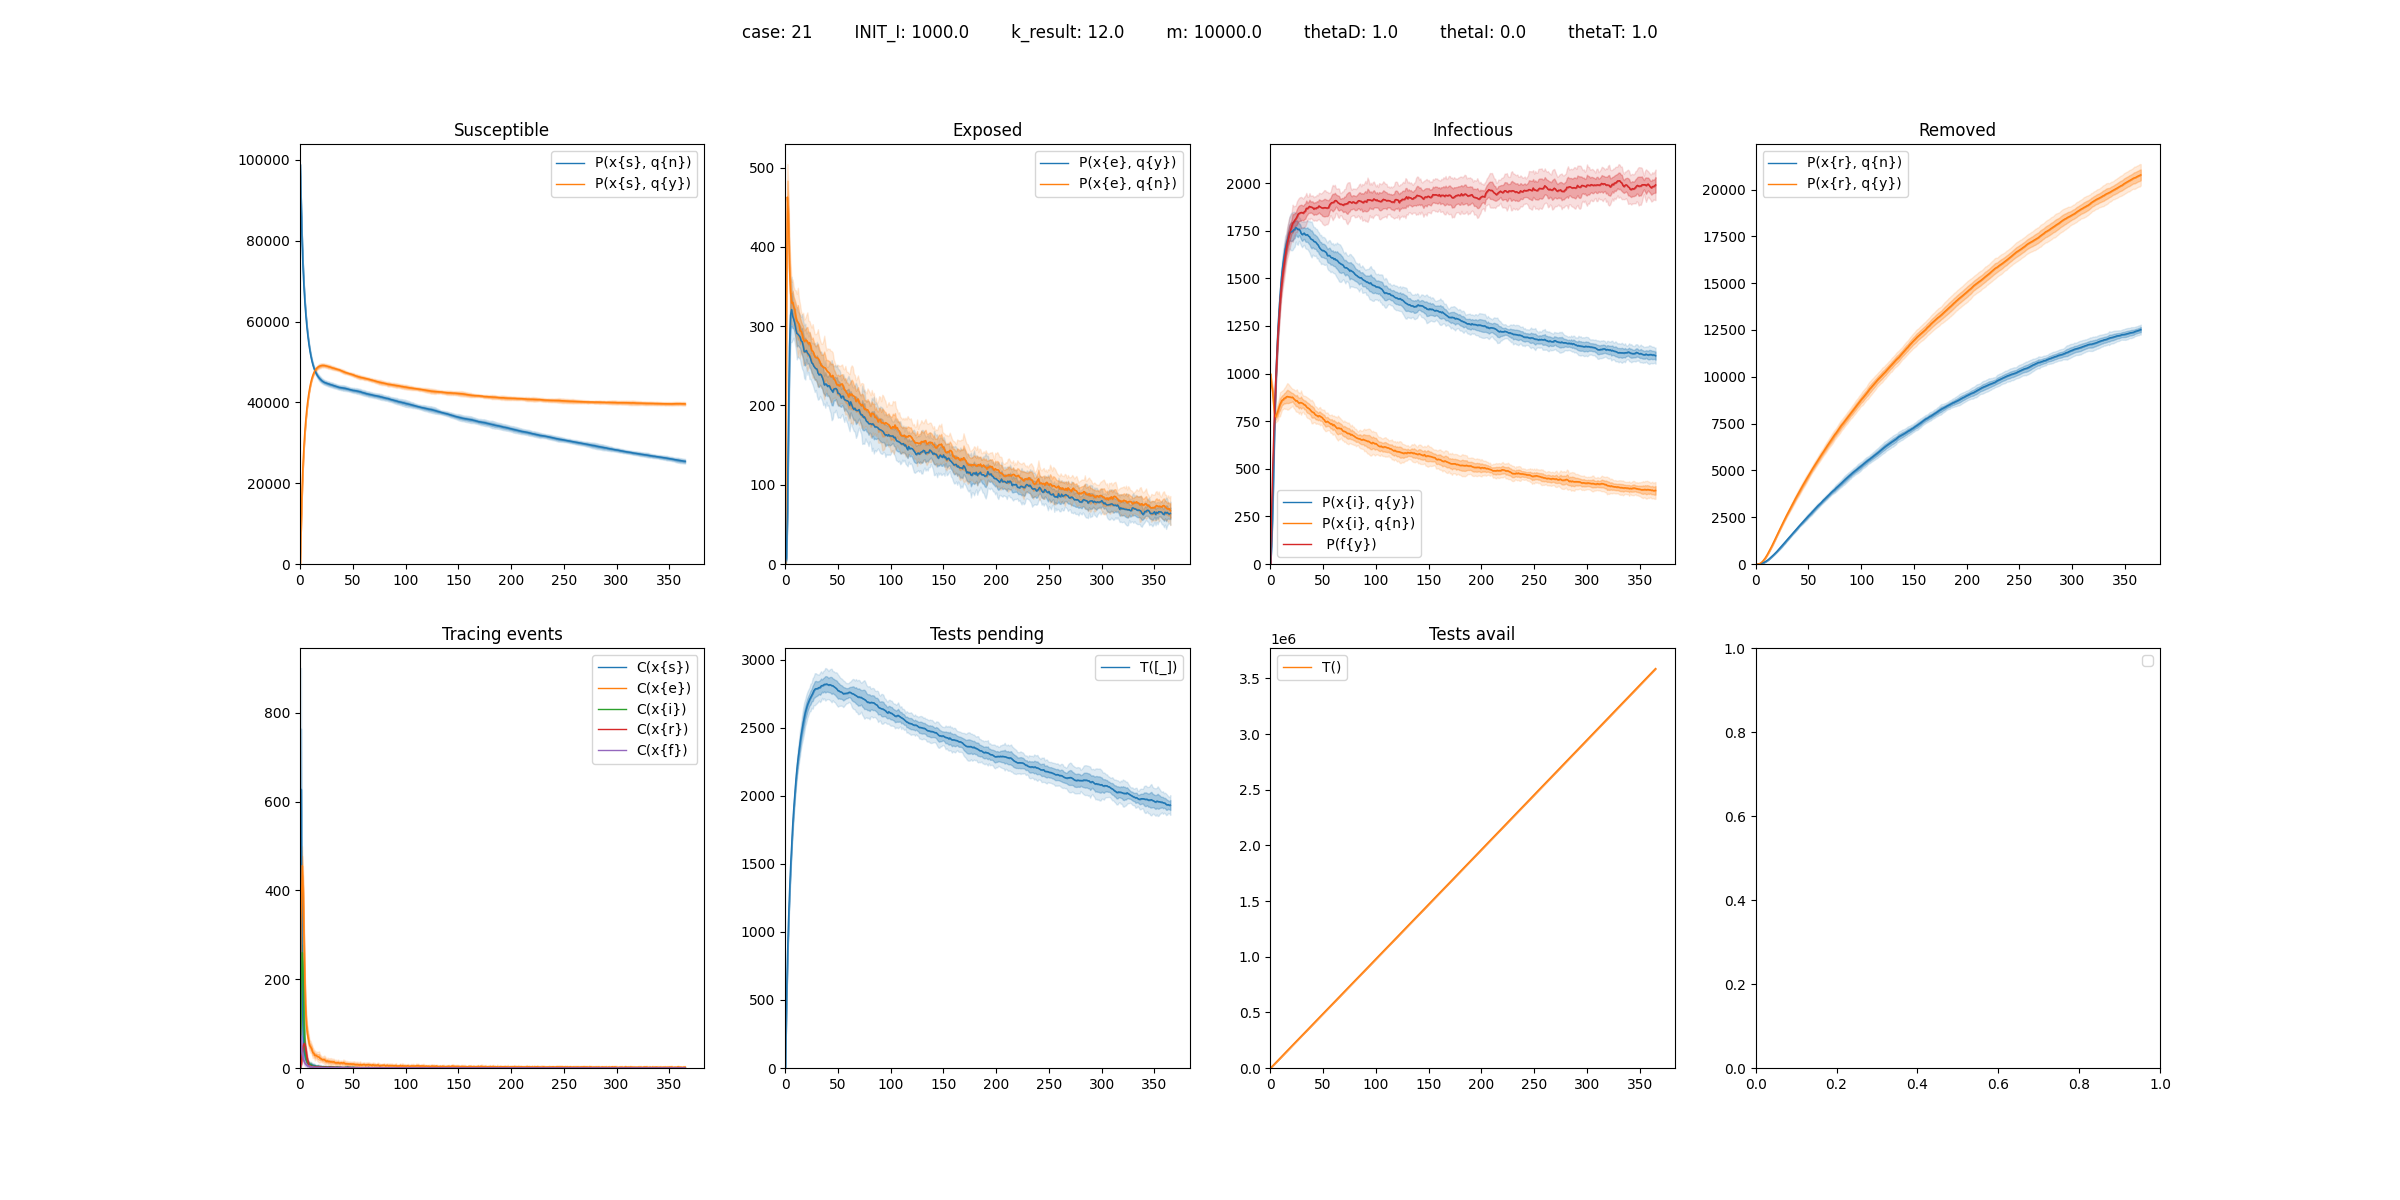 case: 21 INIT_I: 1000.0 k_result: 12.0 m: 10000.0 thetaD: 1.0 thetaI: 0.0 thetaT: 1.0
Susceptible
100000
80000
60000
40000
20000
0
0 50 100 150 200 250 300 350
P(x{s}, q{n})
P(x{s}, q{y})
Exposed
500
400
300
200
100
0
0 50 100 150 200 250 300 350
P(x{e}, q{y})
P(x{e}, q{n})
Infectious
2000
1750
1500
1250
1000
750
500
250
0
0 50 100 150 200 250 300 350
P(x{i}, q{y})
P(x{i}, q{n})
P(f{y})
Removed
20000
17500
15000
12500
10000
7500
5000
2500
0
0 50 100 150 200 250 300 350
P(x{r}, q{n})
P(x{r}, q{y})
Tracing events
800
600
400
200
0
0 50 100 150 200 250 300 350
C(x{s})
C(x{e})
C(x{i})
C(x{r})
C(x{f})
Tests pending
3000
2500
2000
1500
1000
500
0
0 50 100 150 200 250 300 350
T([_])
Tests avail
1e6
3.5
3.0
2.5
2.0
1.5
1.0
0.5
0.0
0 50 100 150 200 250 300 350
T()
1.0
0.8
0.6
0.4
0.2
0.0
0.0 0.2 0.4 0.6 0.8 1.0